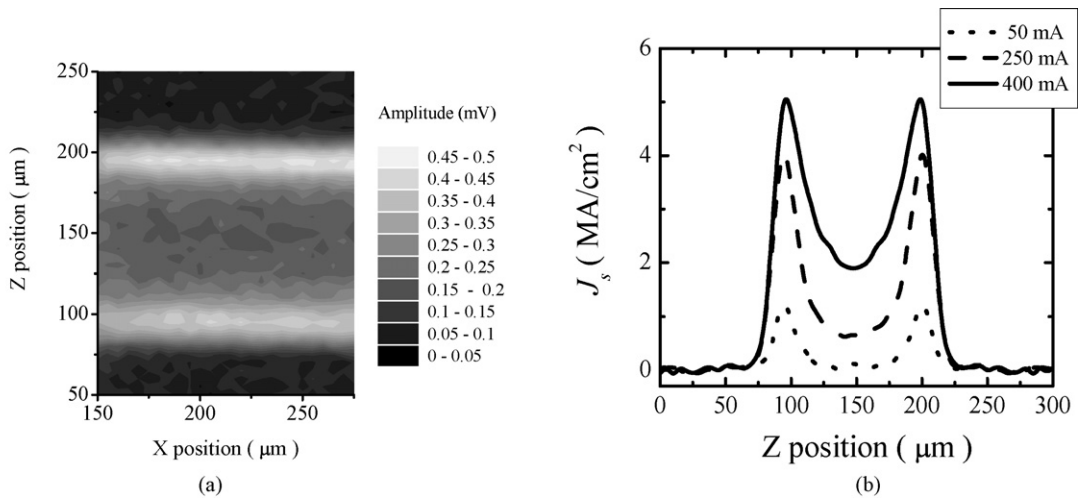 250
200
150
100
50
150
200
250
Z position ( μm )
X position ( μm )
Amplitude (mV)
0.45 - 0.5
0.4 - 0.45
0.35 - 0.4
0.3 - 0.35
0.25 - 0.3
0.2 - 0.25
0.15 - 0.2
0.1 - 0.15
0.05 - 0.1
0 - 0.05
(a)
50 mA
250 mA
400 mA
6
4
2
0
0
50
100
150
200
250
300
J_s ( MA/cm² )
Z position ( μm )
(b)